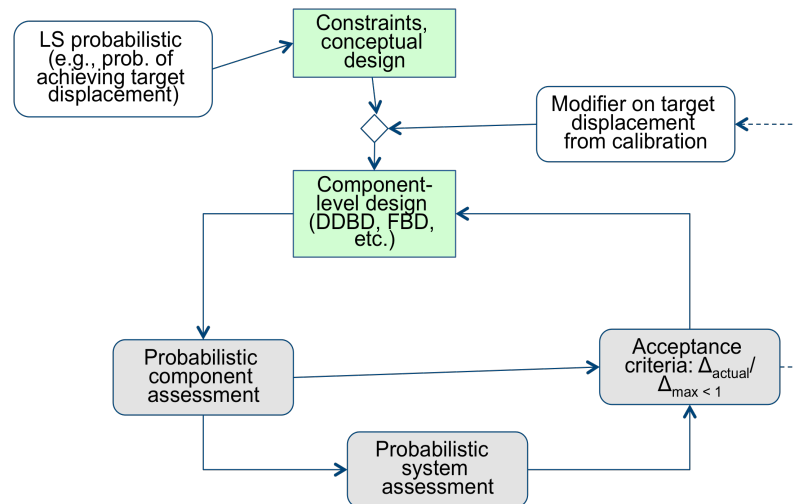 LS probabilistic
(e.g., prob. of
achieving target
displacement)
Constraints,
conceptual
design
Modifier on target
displacement
from calibration
Component-
level design
(DDBD, FBD,
etc.)
Probabilistic
component
assessment
Acceptance
criteria: Δactual/
Δmax < 1
Probabilistic
system
assessment